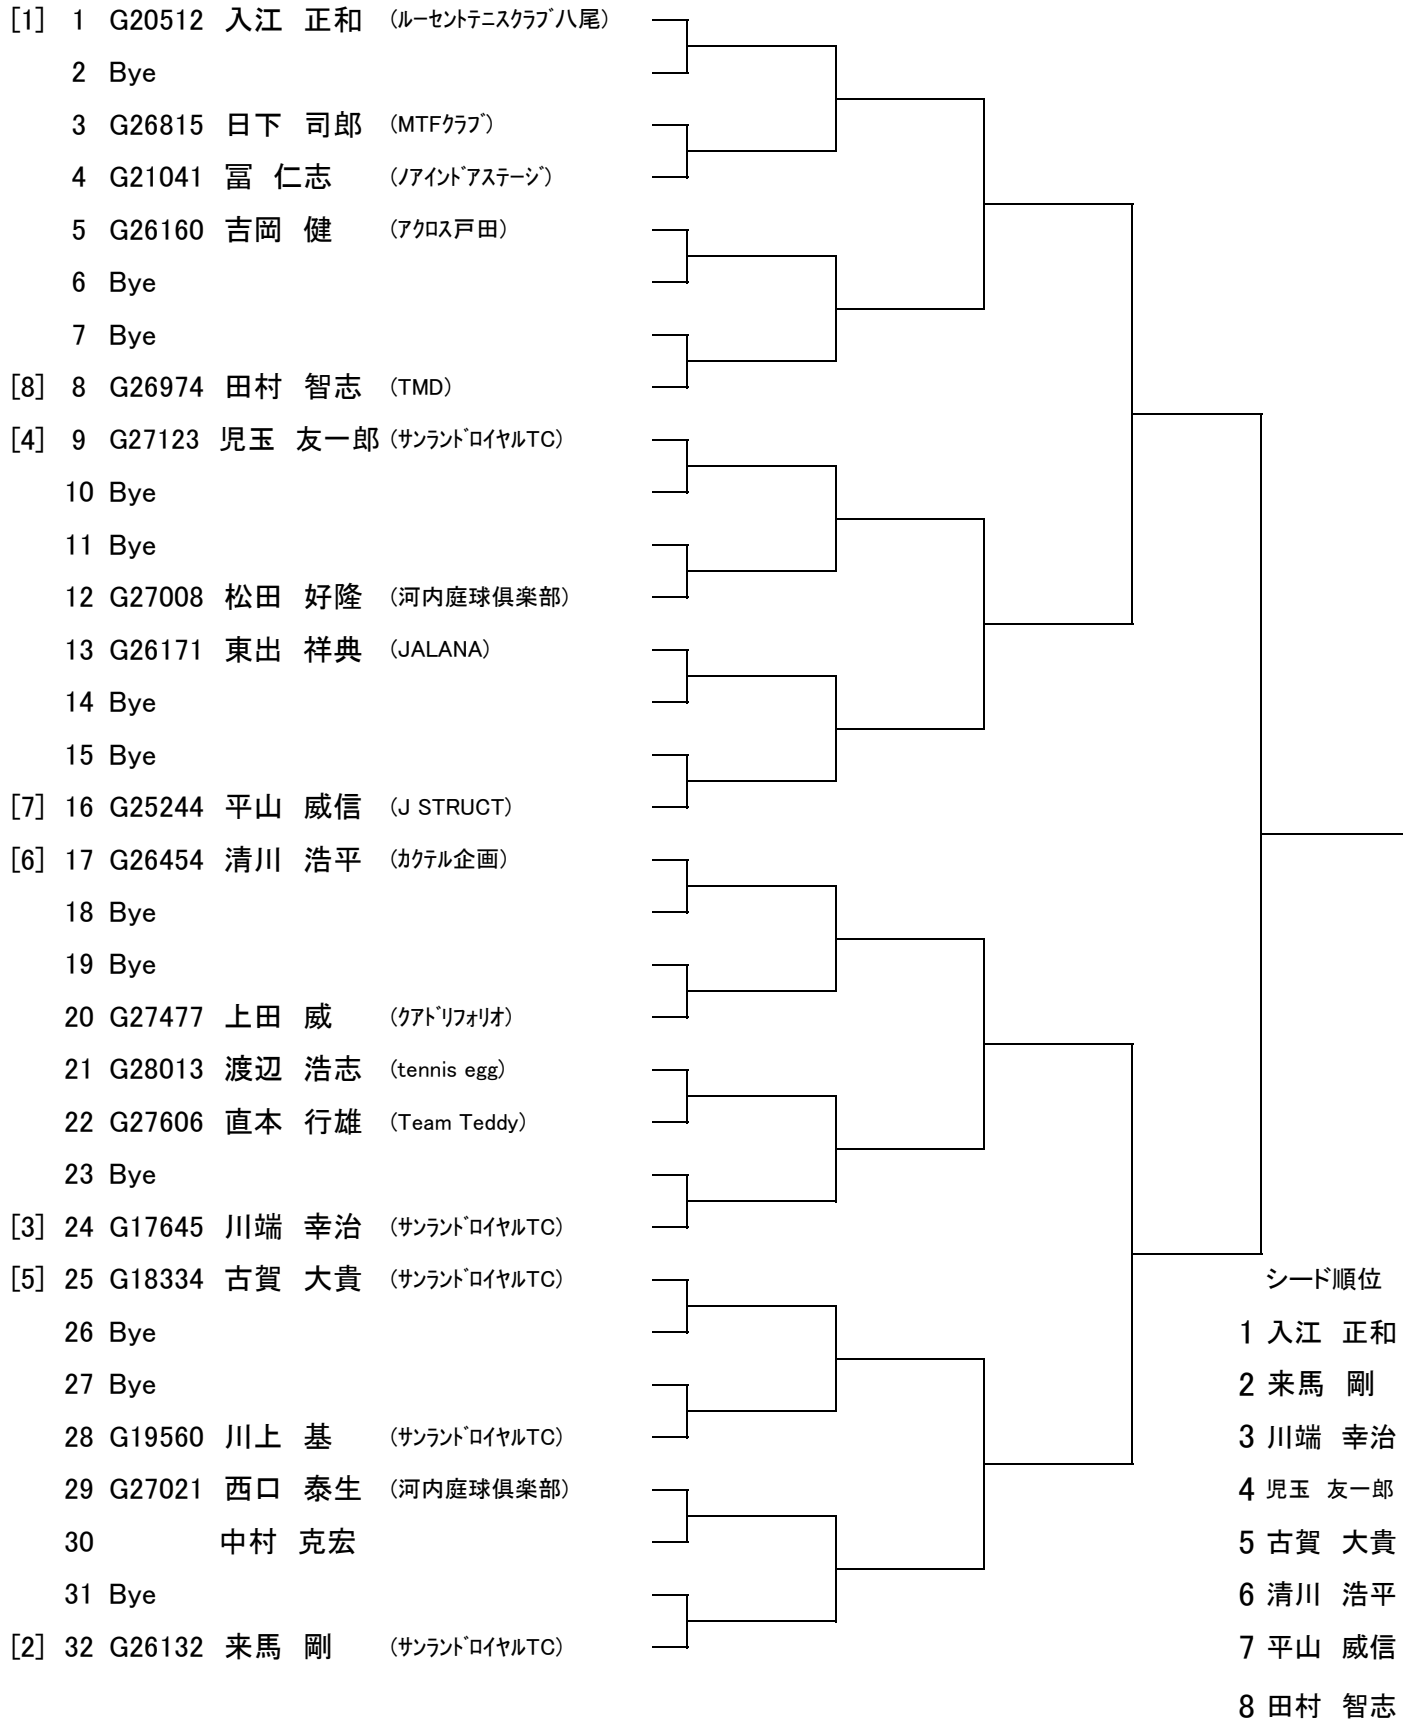 [1] 1 G20512 入江 正和 (ﾙｰｾﾝﾄﾃﾆｽｸﾗﾌﾞ八尾)
2 Bye
3 G26815 日下 司郎 (MTFｸﾗﾌﾞ)
4 G21041 冨 仁志 (ﾉｱｲﾝﾄﾞｱｽﾃｰｼﾞ)
5 G26160 吉岡 健 (ｱｸﾛｽ戸田)
6 Bye
7 Bye
[8] 8 G26974 田村 智志 (TMD)
[4] 9 G27123 児玉 友一郎 (ｻﾝﾗﾝﾄﾞﾛｲﾔﾙTC)
10 Bye
11 Bye
12 G27008 松田 好隆 (河内庭球倶楽部)
13 G26171 東出 祥典 (JALANA)
14 Bye
15 Bye
[7] 16 G25244 平山 威信 (J STRUCT)
[6] 17 G26454 清川 浩平 (ｶｸﾃﾙ企画)
18 Bye
19 Bye
20 G27477 上田 威 (ｸｱﾄﾞﾘﾌｫﾘｵ)
21 G28013 渡辺 浩志 (tennis egg)
22 G27606 直本 行雄 (Team Teddy)
23 Bye
[3] 24 G17645 川端 幸治 (ｻﾝﾗﾝﾄﾞﾛｲﾔﾙTC)
[5] 25 G18334 古賀 大貴 (ｻﾝﾗﾝﾄﾞﾛｲﾔﾙTC)
26 Bye
27 Bye
28 G19560 川上 基 (ｻﾝﾗﾝﾄﾞﾛｲﾔﾙTC)
29 G27021 西口 泰生 (河内庭球倶楽部)
30 中村 克宏
31 Bye
[2] 32 G26132 来馬 剛 (ｻﾝﾗﾝﾄﾞﾛｲﾔﾙTC)
シード順位
1 入江 正和
2 来馬 剛
3 川端 幸治
4 児玉 友一郎
5 古賀 大貴
6 清川 浩平
7 平山 威信
8 田村 智志